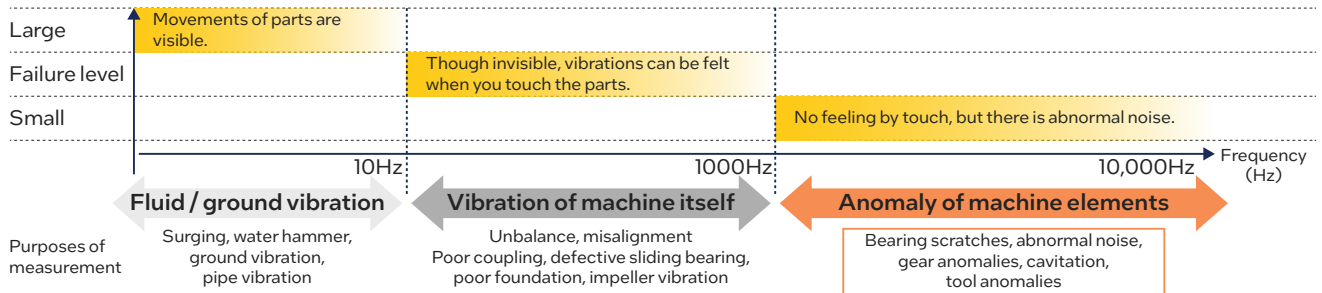 Large
Movements of parts are
visible.
Failure level
Though invisible, vibrations can be felt
when you touch the parts.
Small
No feeling by touch, but there is abnormal noise.
10Hz
1000Hz
10,000Hz
Frequency
(Hz)
Fluid / ground vibration
Vibration of machine itself
Anomaly of machine elements
Purposes of
measurement
Surging, water hammer,
ground vibration,
pipe vibration
Unbalance, misalignment
Poor coupling, defective sliding bearing,
poor foundation, impeller vibration
Bearing scratches, abnormal noise,
gear anomalies, cavitation,
tool anomalies